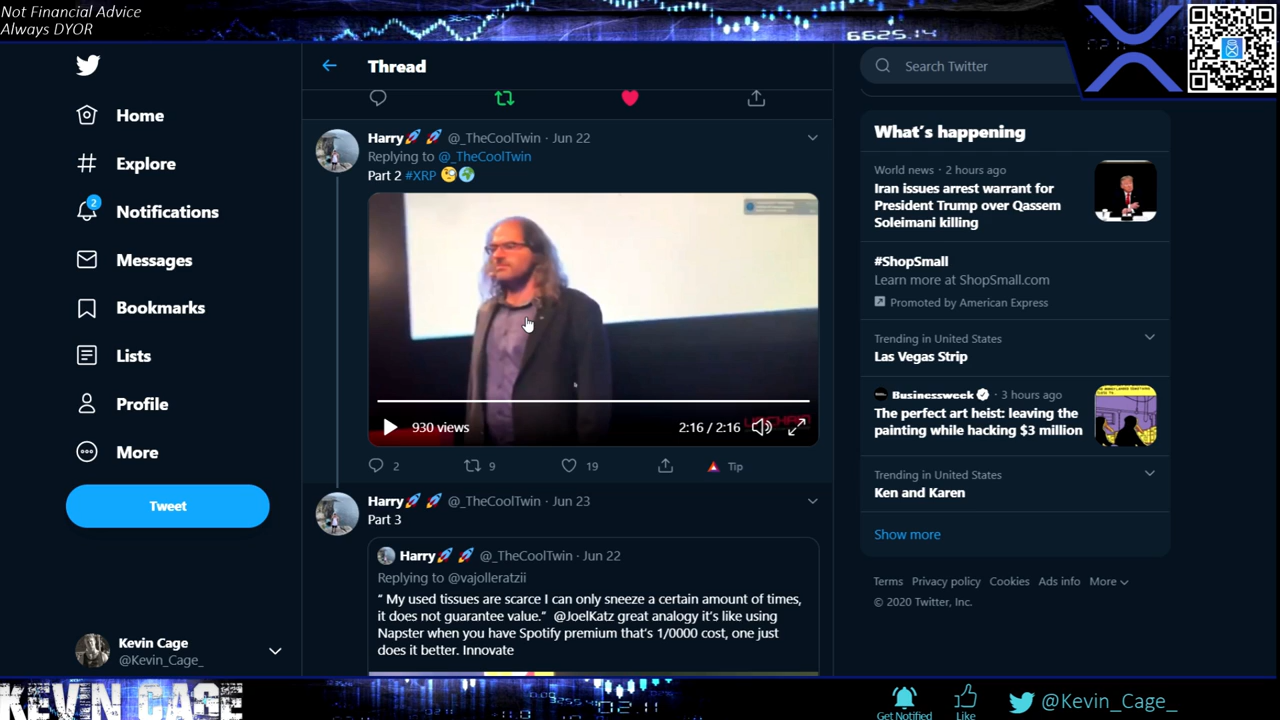 Not Financial Advice
Always DYOR
6625.14
Home
Explore
2
Notifications
Messages
Bookmarks
Lists
Profile
More
Tweet
Kevin Cage
@Kevin_Cage_
Thread
Harry🚀 🚀 @_TheCoolTwin · Jun 22
Replying to @_TheCoolTwin
Part 2 #XRP 🧐🌍
930 views
2:16 / 2:16
2
9
19
Tip
Harry🚀 🚀 @_TheCoolTwin · Jun 23
Part 3
Harry🚀 🚀 @_TheCoolTwin · Jun 22
Replying to @vajolleratzii
“ My used tissues are scarce I can only sneeze a certain amount of times,
it does not guarantee value.” @JoelKatz great analogy it’s like using
Napster when you have Spotify premium that’s 1/0000 cost, one just
does it better. Innovate
Search Twitter
What’s happening
World news · 2 hours ago
Iran issues arrest warrant for
President Trump over Qassem
Soleimani killing
#ShopSmall
Learn more at ShopSmall.com
Promoted by American Express
Trending in United States
Las Vegas Strip
Businessweek · 3 hours ago
The perfect art heist: leaving the
painting while hacking $3 million
Trending in United States
Ken and Karen
Show more
Terms Privacy policy Cookies Ads info More
© 2020 Twitter, Inc.
KEVIN CAGE
Get Notified
Like
@Kevin_Cage_